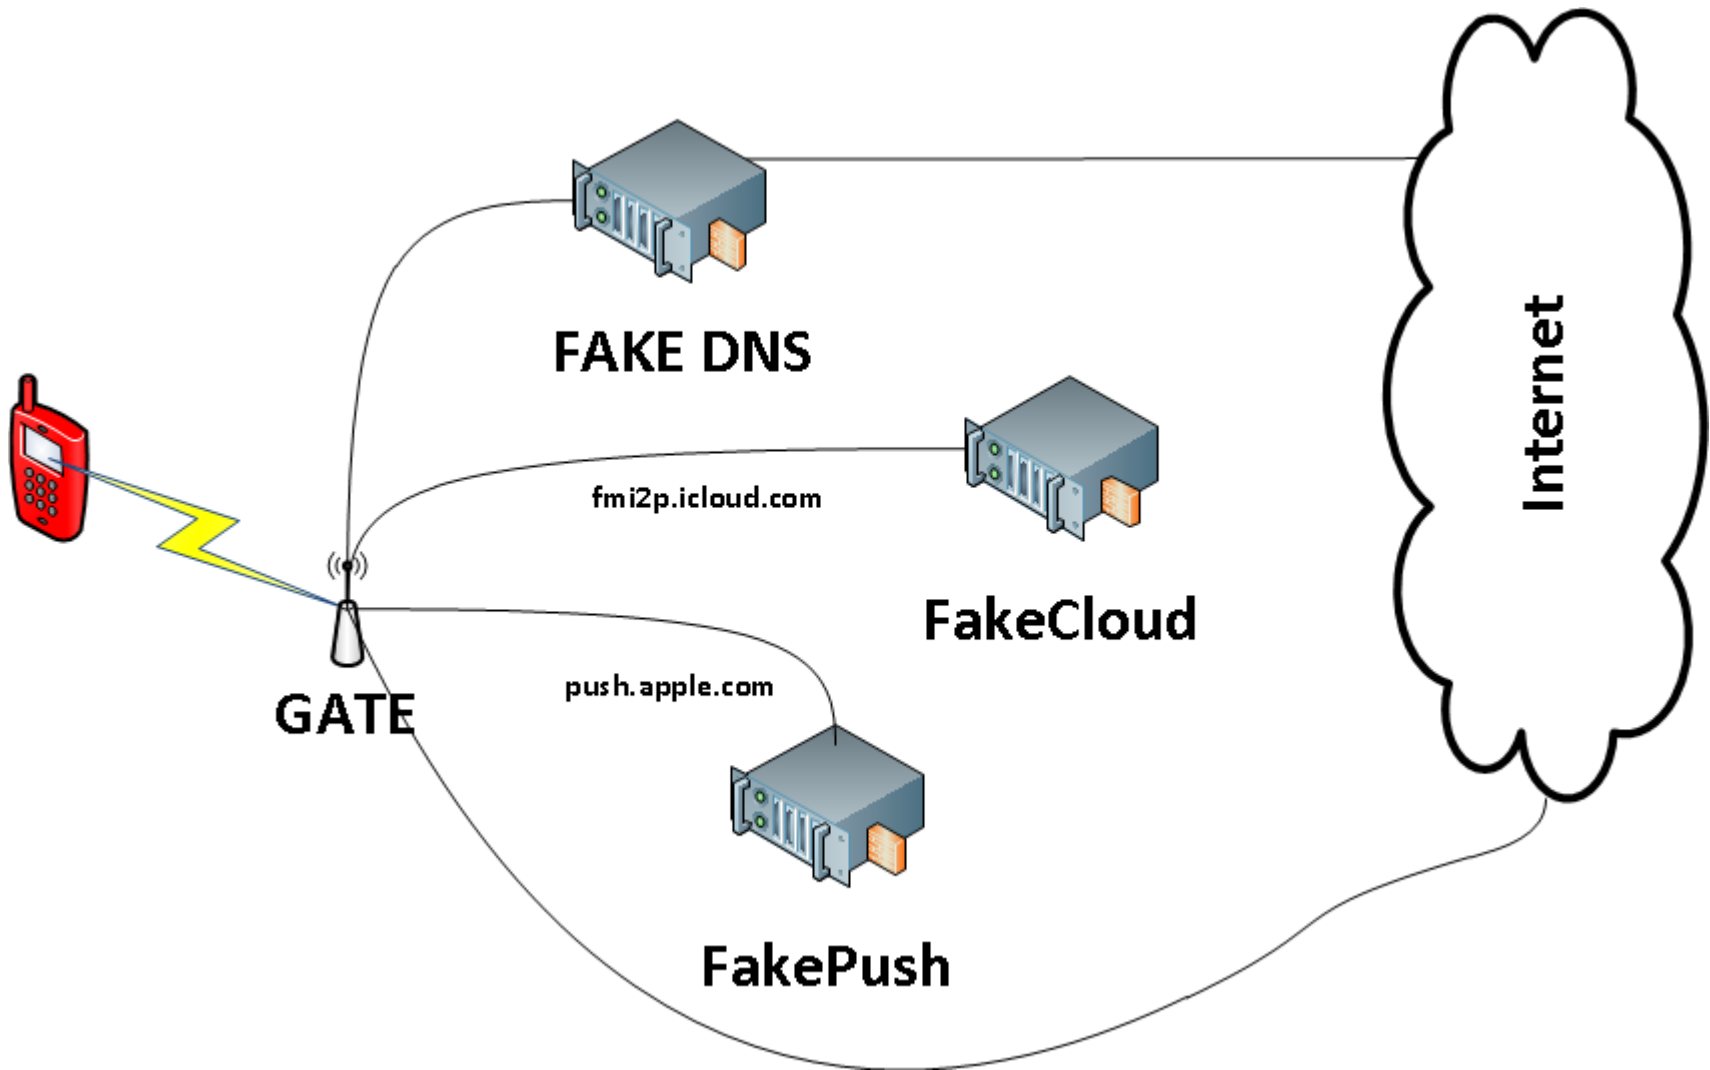 FAKE DNS
Internet
fmi2p.icloud.com
FakeCloud
push.apple.com
GATE
FakePush